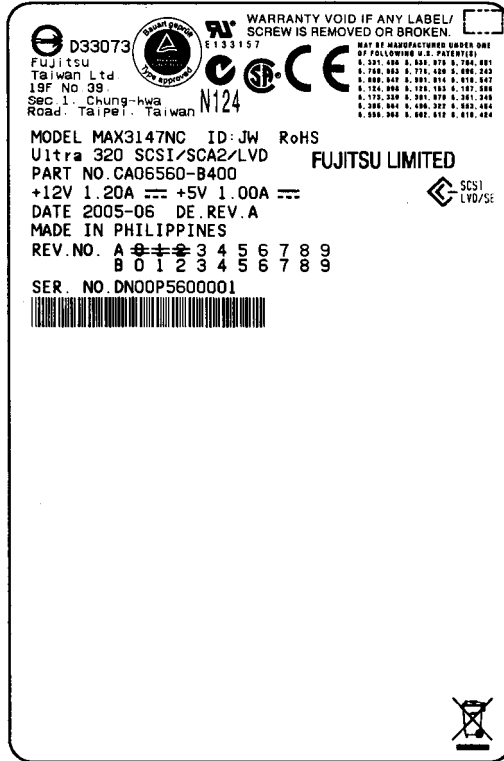 WARRANTY VOID IF ANY LABEL/
SCREW IS REMOVED OR BROKEN.
D33073
Fujitsu
Taiwan Ltd.
19F No.39.
Sec.1. Chung-hwa
Road. Taipei. Taiwan
Bauart geprüft
Type approved
E133157
N124
MAY BE MANUFACTURED UNDER ONE
OF FOLLOWING U.S. PATENT(S)
MODEL MAX3147NC ID:JW RoHS
Ultra 320 SCSI/SCA2/LVD
PART NO.CA06560-B400
+12V 1.20A +5V 1.00A
DATE 2005-06 DE.REV.A
MADE IN PHILIPPINES
REV.NO. A 0 1 2 3 4 5 6 7 8 9
B 0 1 2 3 4 5 6 7 8 9
SER. NO.DN00P5600001
FUJITSU LIMITED
SCSI
LVD/SE